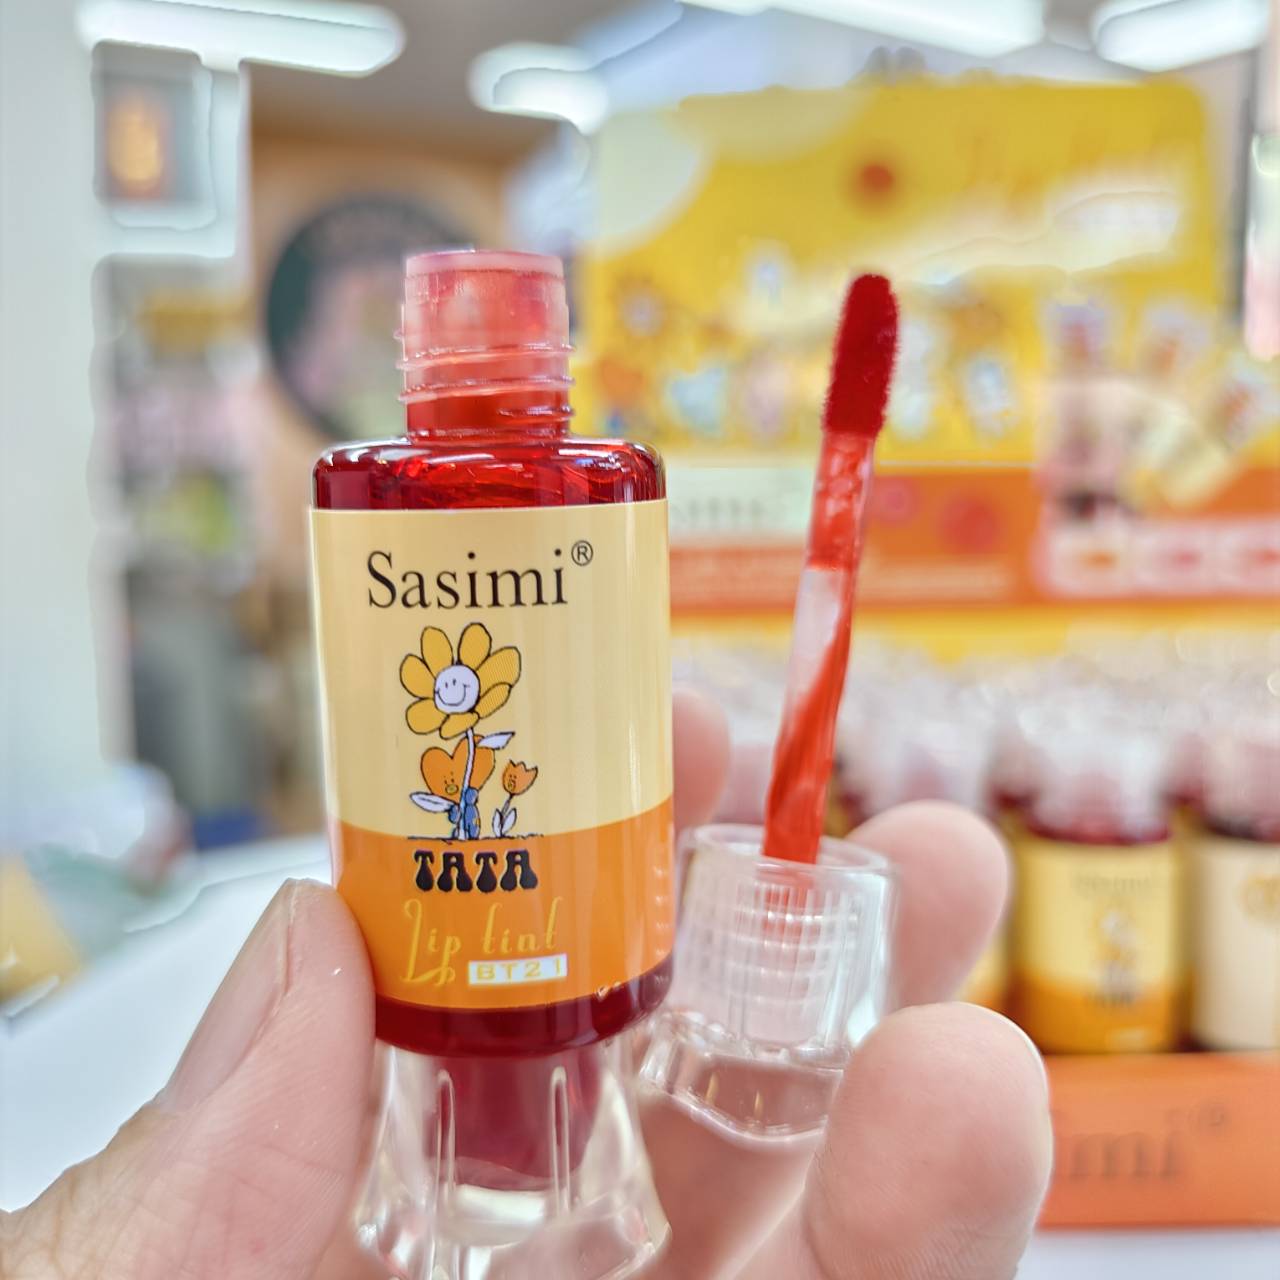 Sasimi®
TATA
Lip tint
BT21